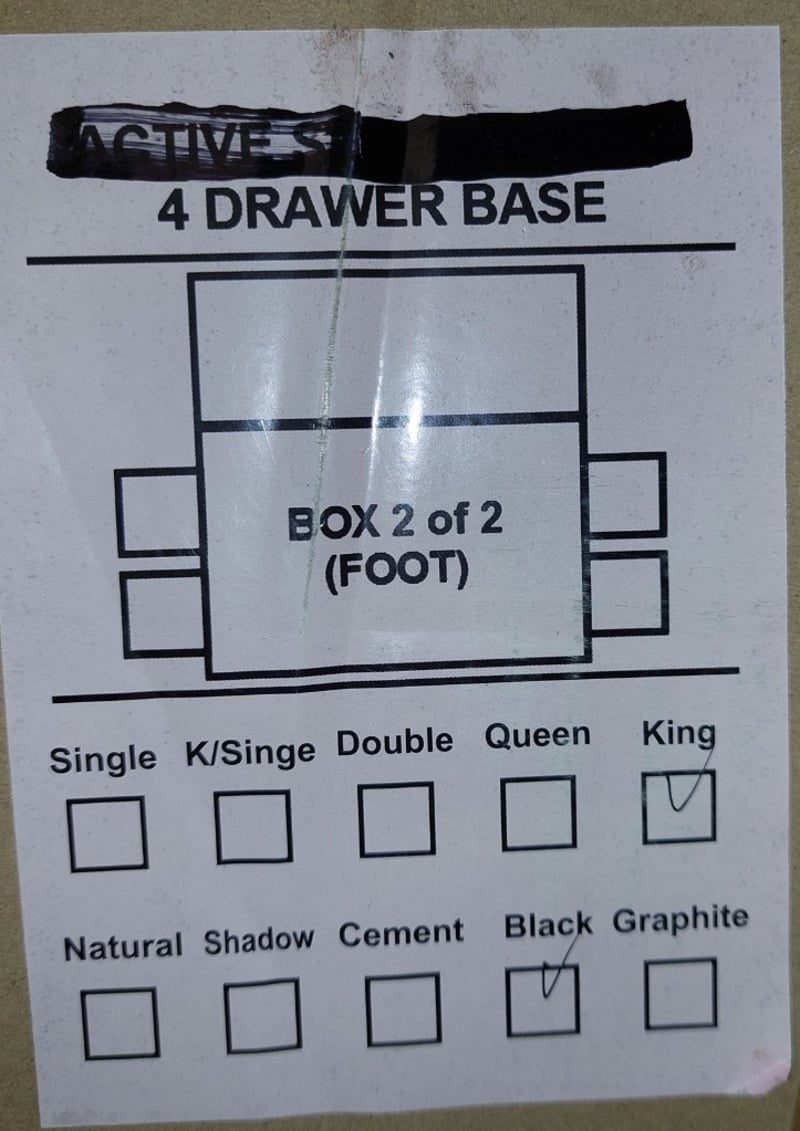 ACTIVE
4 DRAWER BASE
BOX 2 of 2
(FOOT)
Single K/Singe Double Queen King
Natural Shadow Cement Black Graphite